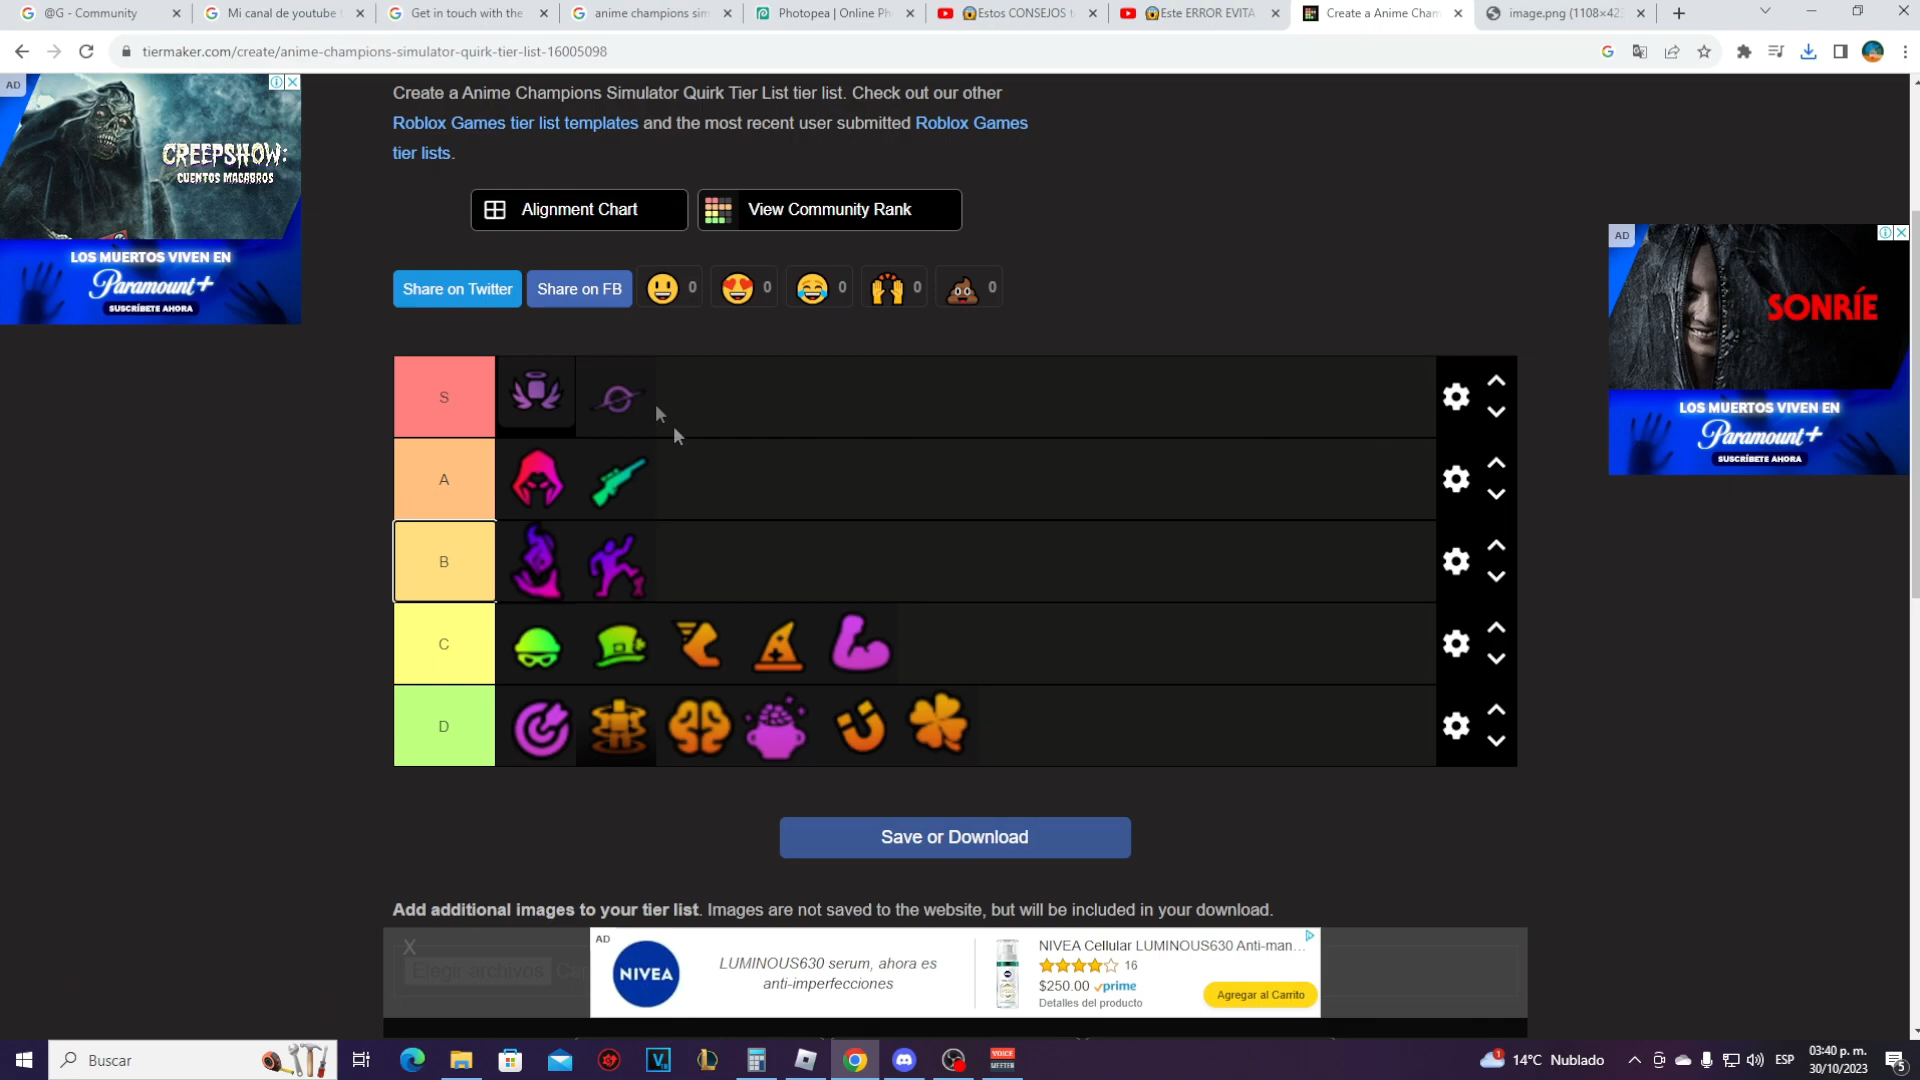 @G - Community
Mi canal de youtube
Get in touch with the
anime champions sim
Photopea | Online Ph
Estos CONSEJOS t
Este ERROR EVITA
Create a Anime Cham
image.png (1108×42
tiermaker.com/create/anime-champions-simulator-quirk-tier-list-16005098
AD
CREEPSHOW:
CUENTOS MACABROS
LOS MUERTOS VIVEN EN
Paramount+
SUSCRÍBETE AHORA
Create a Anime Champions Simulator Quirk Tier List tier list. Check out our other
Roblox Games tier list templates and the most recent user submitted Roblox Games
tier lists.
Alignment Chart
View Community Rank
Share on Twitter
Share on FB
0
0
0
0
0
AD
SONRÍE
LOS MUERTOS VIVEN EN
Paramount+
SUSCRÍBETE AHORA
S
A
B
C
D
Save or Download
Add additional images to your tier list. Images are not saved to the website, but will be included in your download.
X
Elegir archivos
AD
NIVEA
LUMINOUS630 serum, ahora es
anti-imperfecciones
NIVEA Cellular LUMINOUS630 Anti-man...
16
$250.00 prime
Detalles del producto
Agregar al Carrito
Buscar
VOICE
MEETER
1
14°C Nublado
ESP
03:40 p. m.
30/10/2023
5